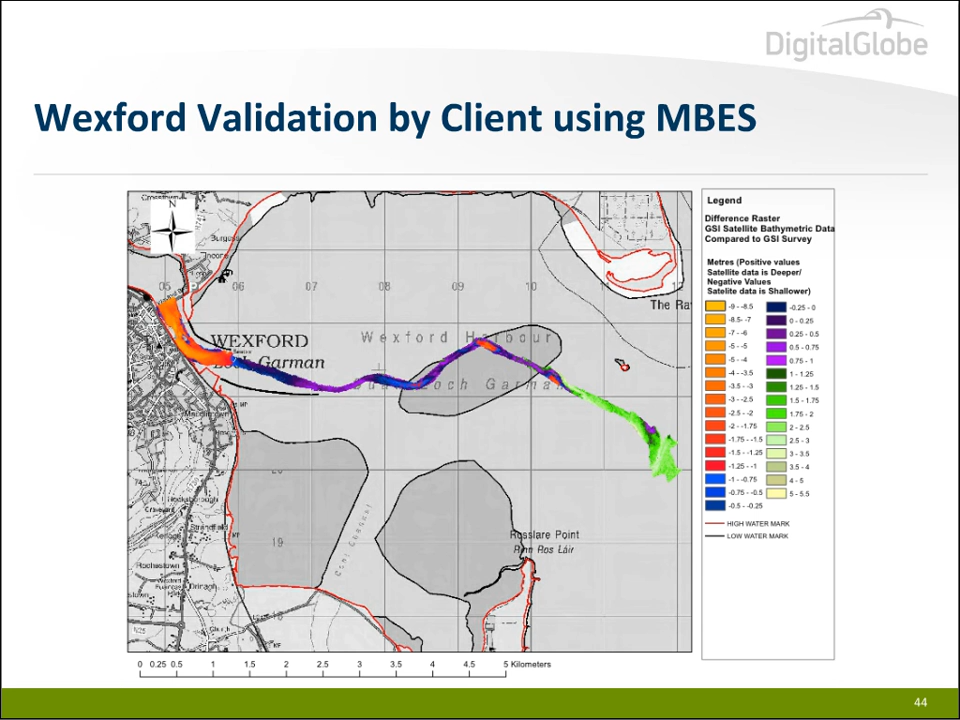 DigitalGlobe
Wexford Validation by Client using MBES
N
05
06
07
08
09
10
12
The Ra
WEXFORD
Loch Garman
Wexford Harbour
Loch Garman
20
19
18
Rosslare Point
Rinn Ros Láir
Strandfield
Rochestown
Drinagh
Church
MP
Legend
Difference Raster
GSI Satellite Bathymetric Data
Compared to GSI Survey
Metres (Positive values
Satellite data is Deeper/
Negative Values
Satelite data is Shallower)
-9 - -8.5
-8.5- -7
-7 - -6
-5 - -5
-5 - -4
-4 - -3.5
-3.5 - -3
-3 - -2.5
-2.5 - -2
-2 - -1.75
-1.75 - -1.5
-1.5 - -1.25
-1.25 - -1
-1 - -0.75
-0.75 - -0.5
-0.5 - -0.25
-0.25 - 0
0 - 0.25
0.25 - 0.5
0.5 - 0.75
0.75 - 1
1 - 1.25
1.25 - 1.5
1.5 - 1.75
1.75 - 2
2 - 2.5
2.5 - 3
3 - 3.5
3.5 - 4
4 - 5
5 - 5.5
HIGH WATER MARK
LOW WATER MARK
0 0.25 0.5 1 1.5 2 2.5 3 3.5 4 4.5 5 Kilometers
44